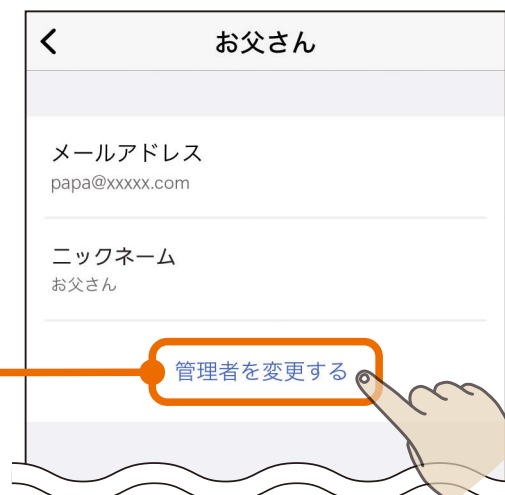 お父さん
メールアドレス
papa@xxxxx.com
ニックネーム
お父さん
管理者を変更する